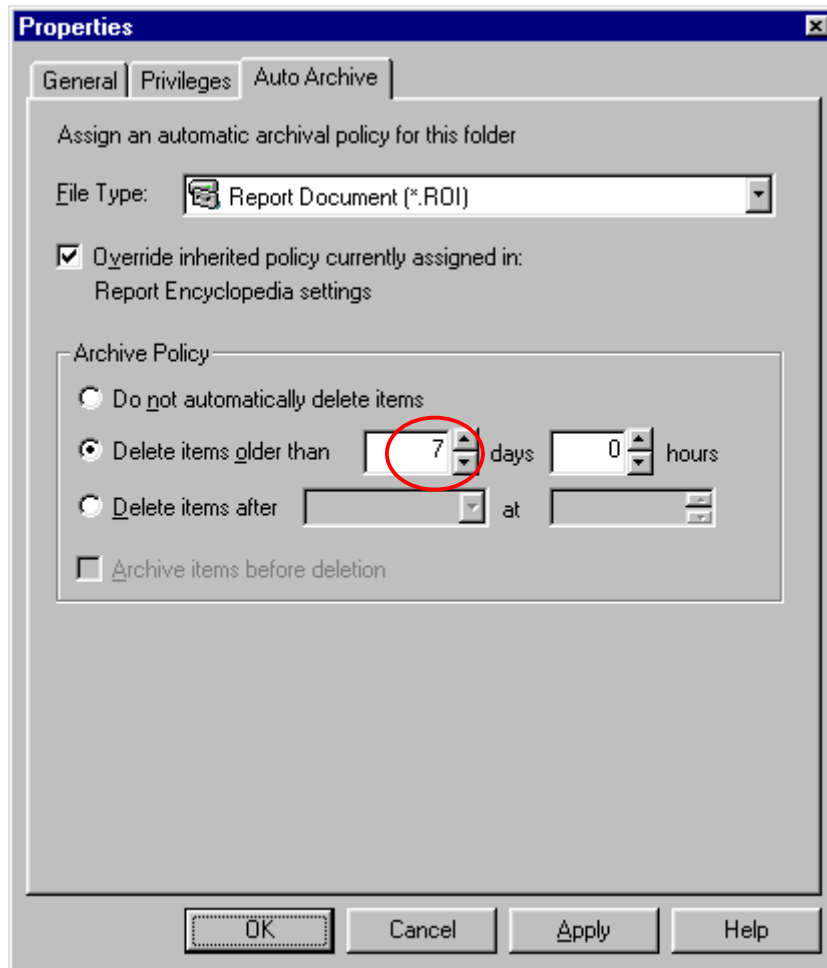 Properties
General Privileges Auto Archive
Assign an automatic archival policy for this folder
File Type: Report Document (*.ROI)
Override inherited policy currently assigned in:
Report Encyclopedia settings
Archive Policy
Do not automatically delete items
Delete items older than 7 days 0 hours
Delete items after at
Archive items before deletion
OK Cancel Apply Help